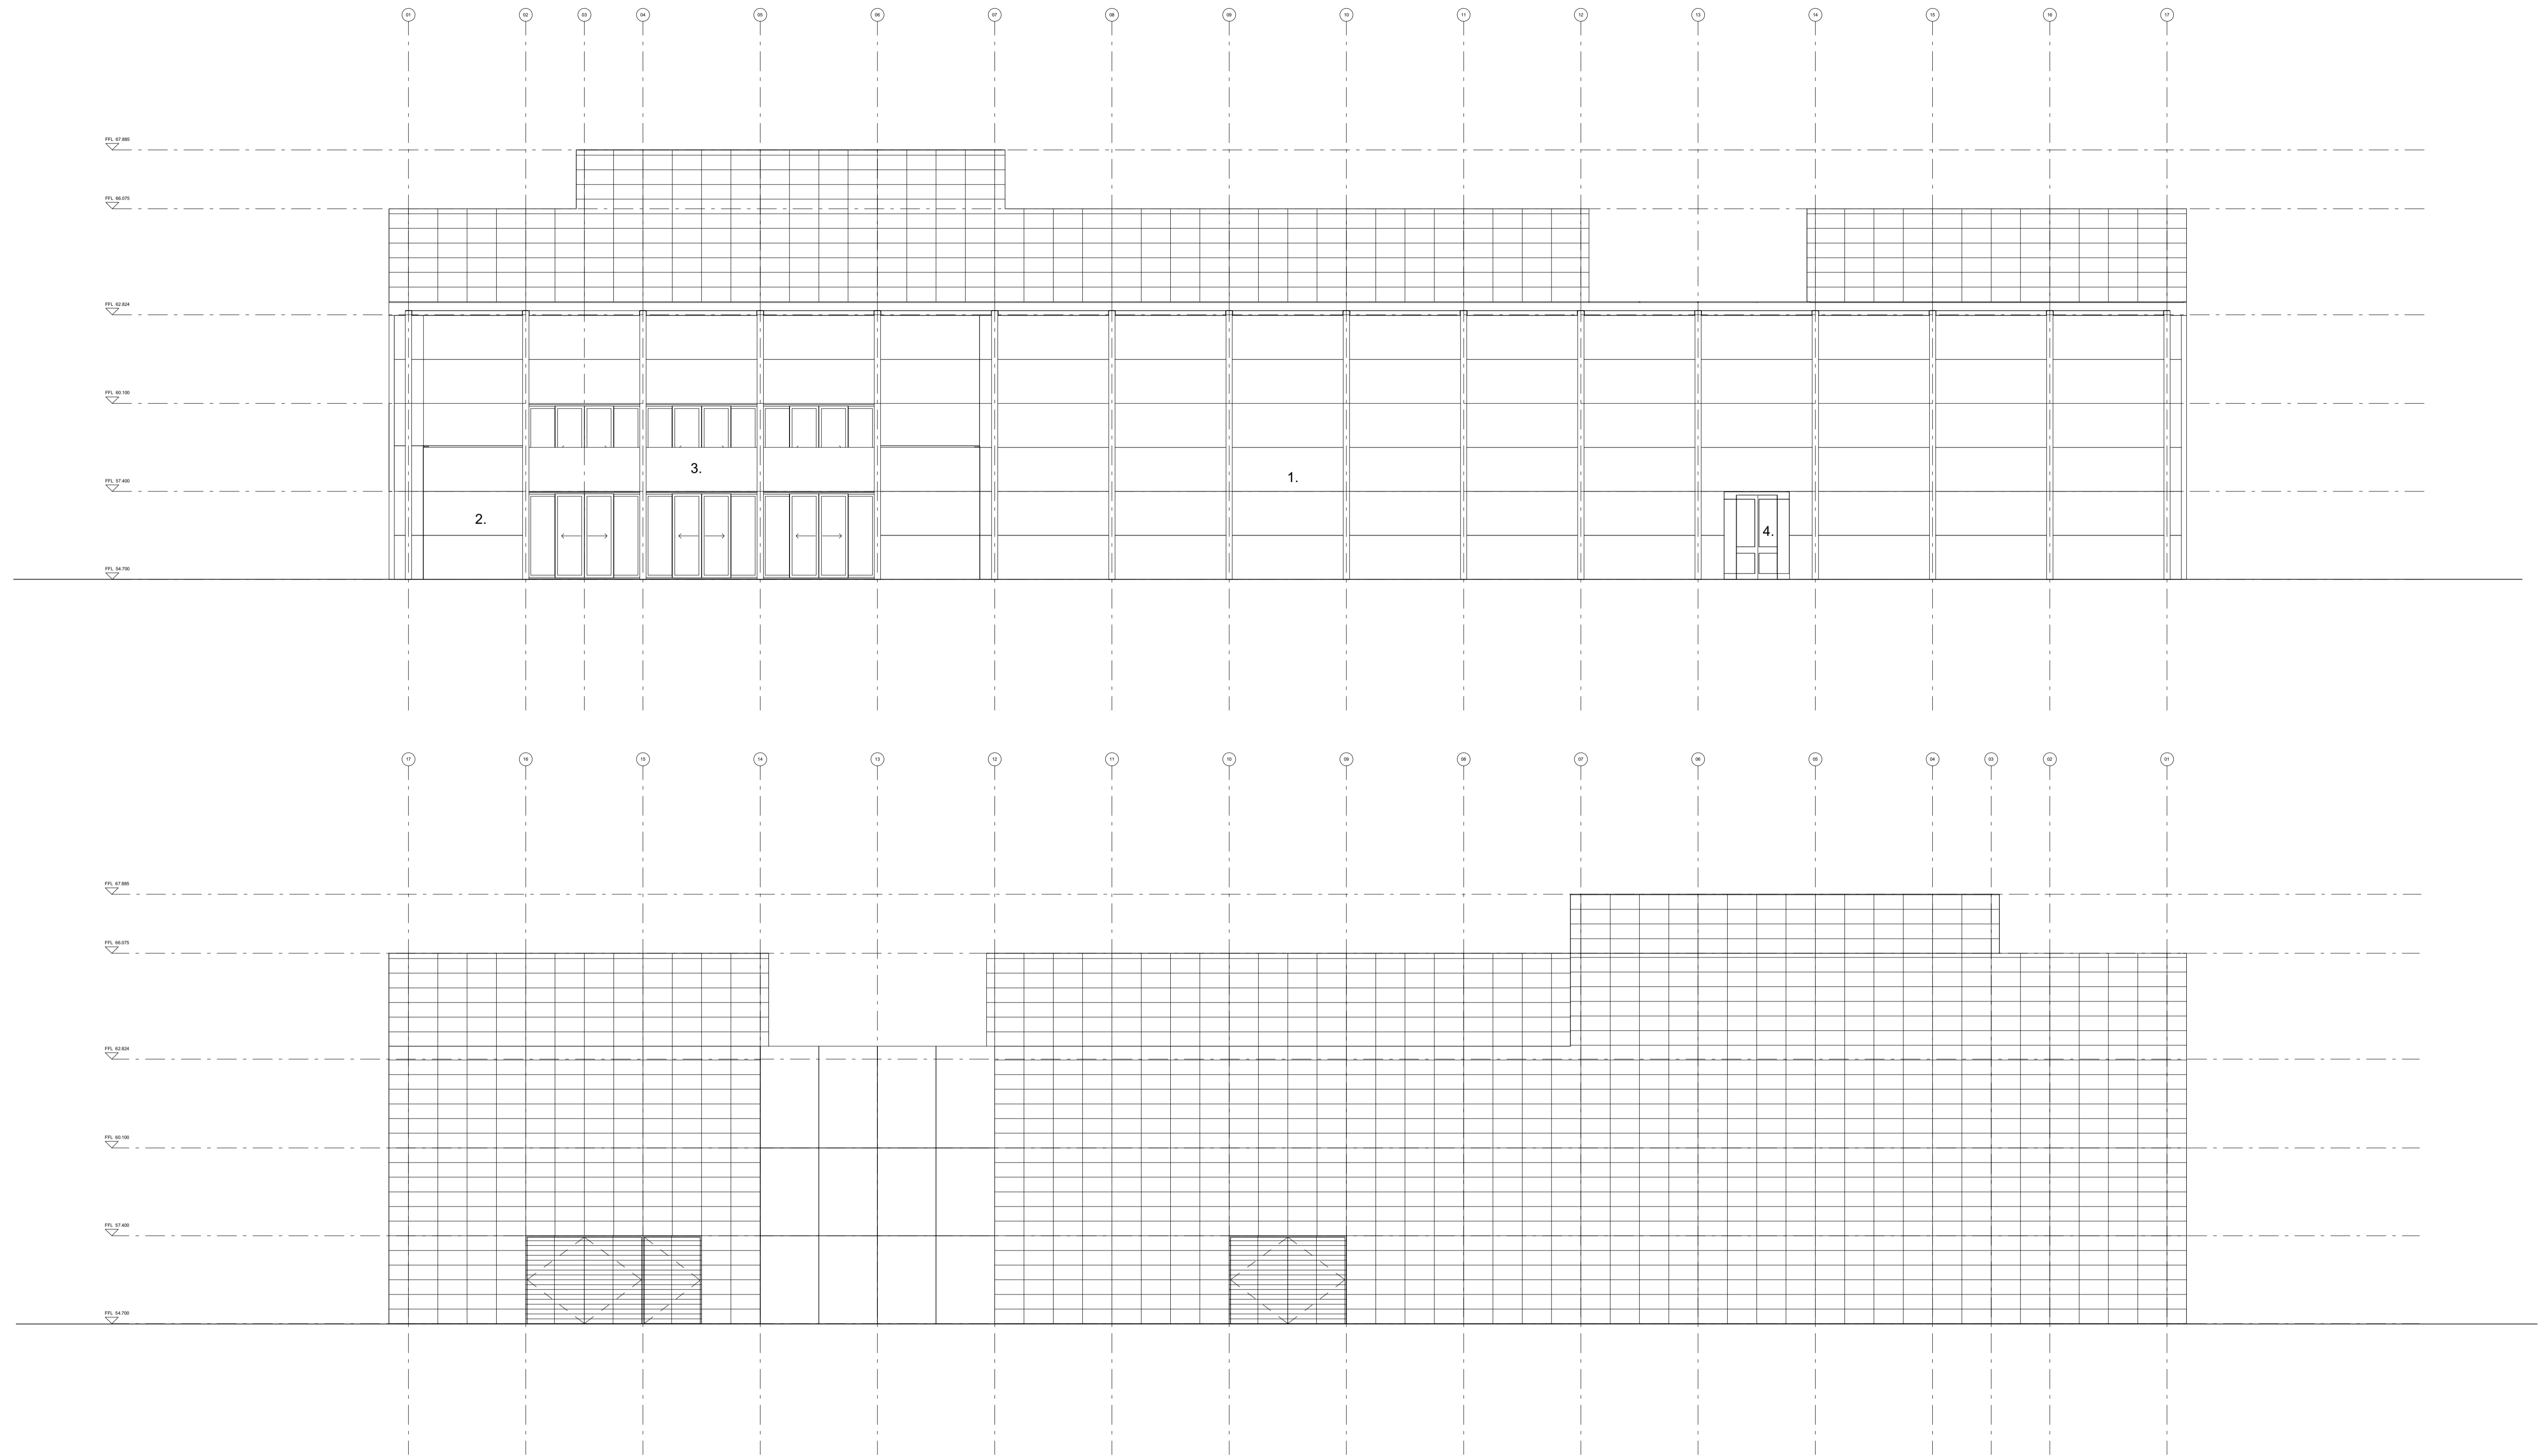 01 02 03 04 05 06 07 08 09 10 11 12 13 14 15 16 17
FFL 67.885
FFL 66.075
FFL 62.824
FFL 60.100
3.
1.
FFL 57.400
2.
4.
FFL 54.700
17 16 15 14 13 12 11 10 09 08 07 06 05 04 03 02 01
FFL 67.885
FFL 66.075
FFL 62.824
FFL 60.100
FFL 57.400
FFL 54.700